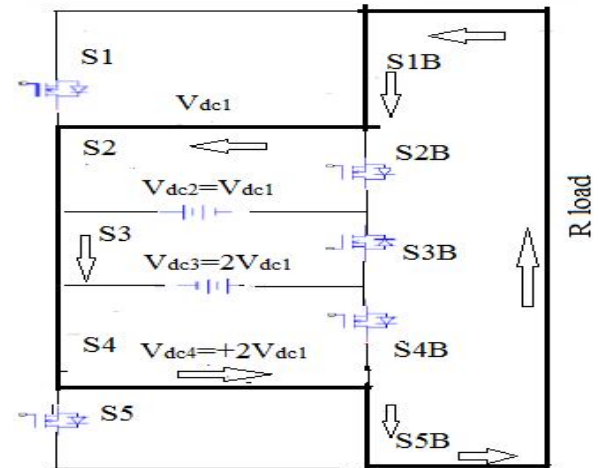 S1
S1B
Vdc1
S2
S2B
Vdc2=Vdc1
S3
S3B
Vdc3=2Vdc1
R load
S4
Vdc4=+2Vdc1
S4B
S5
S5B